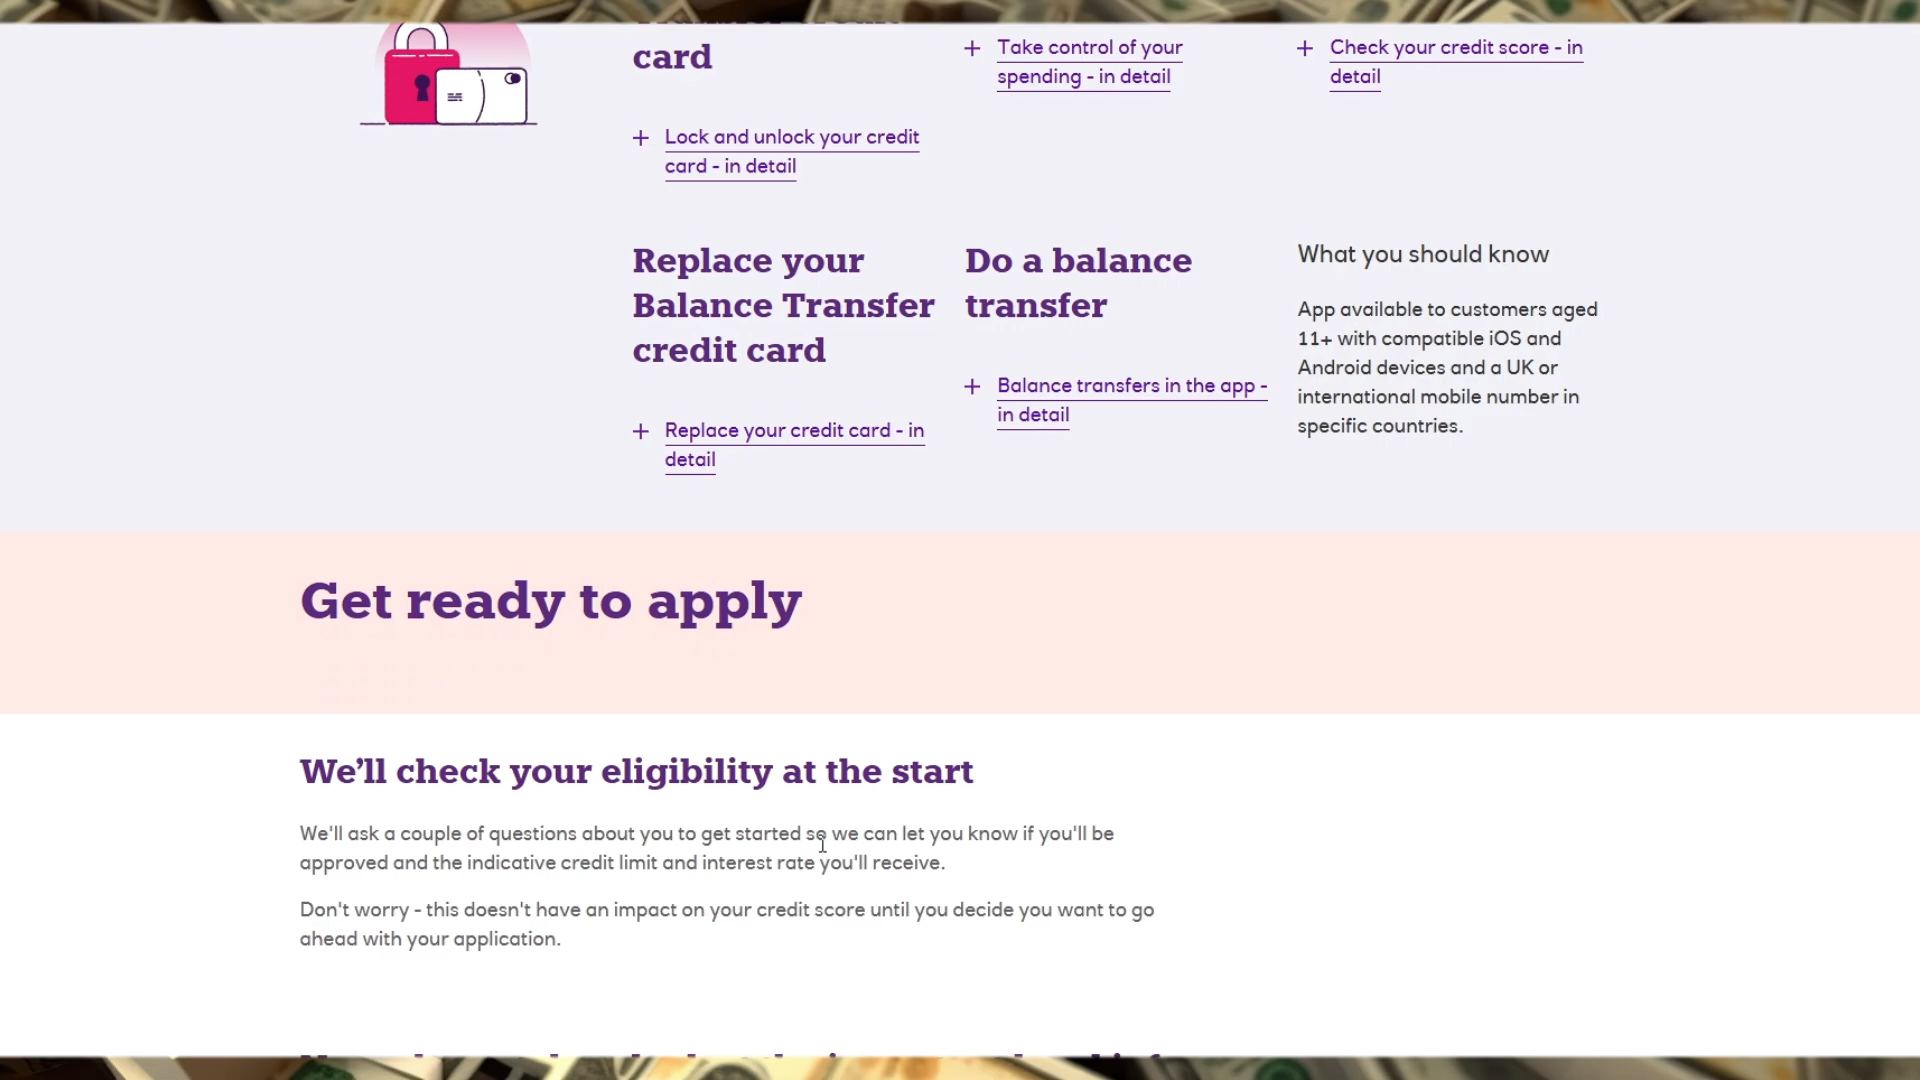 card
Lock and unlock your credit
card - in detail
Take control of your
spending - in detail
Check your credit score - in
detail
Replace your
Balance Transfer
credit card
Replace your credit card - in
detail
Do a balance
transfer
Balance transfers in the app -
in detail
What you should know
App available to customers aged
11+ with compatible iOS and
Android devices and a UK or
international mobile number in
specific countries.
Get ready to apply
We’ll check your eligibility at the start
We'll ask a couple of questions about you to get started so we can let you know if you'll be
approved and the indicative credit limit and interest rate you'll receive.
Don't worry - this doesn't have an impact on your credit score until you decide you want to go
ahead with your application.